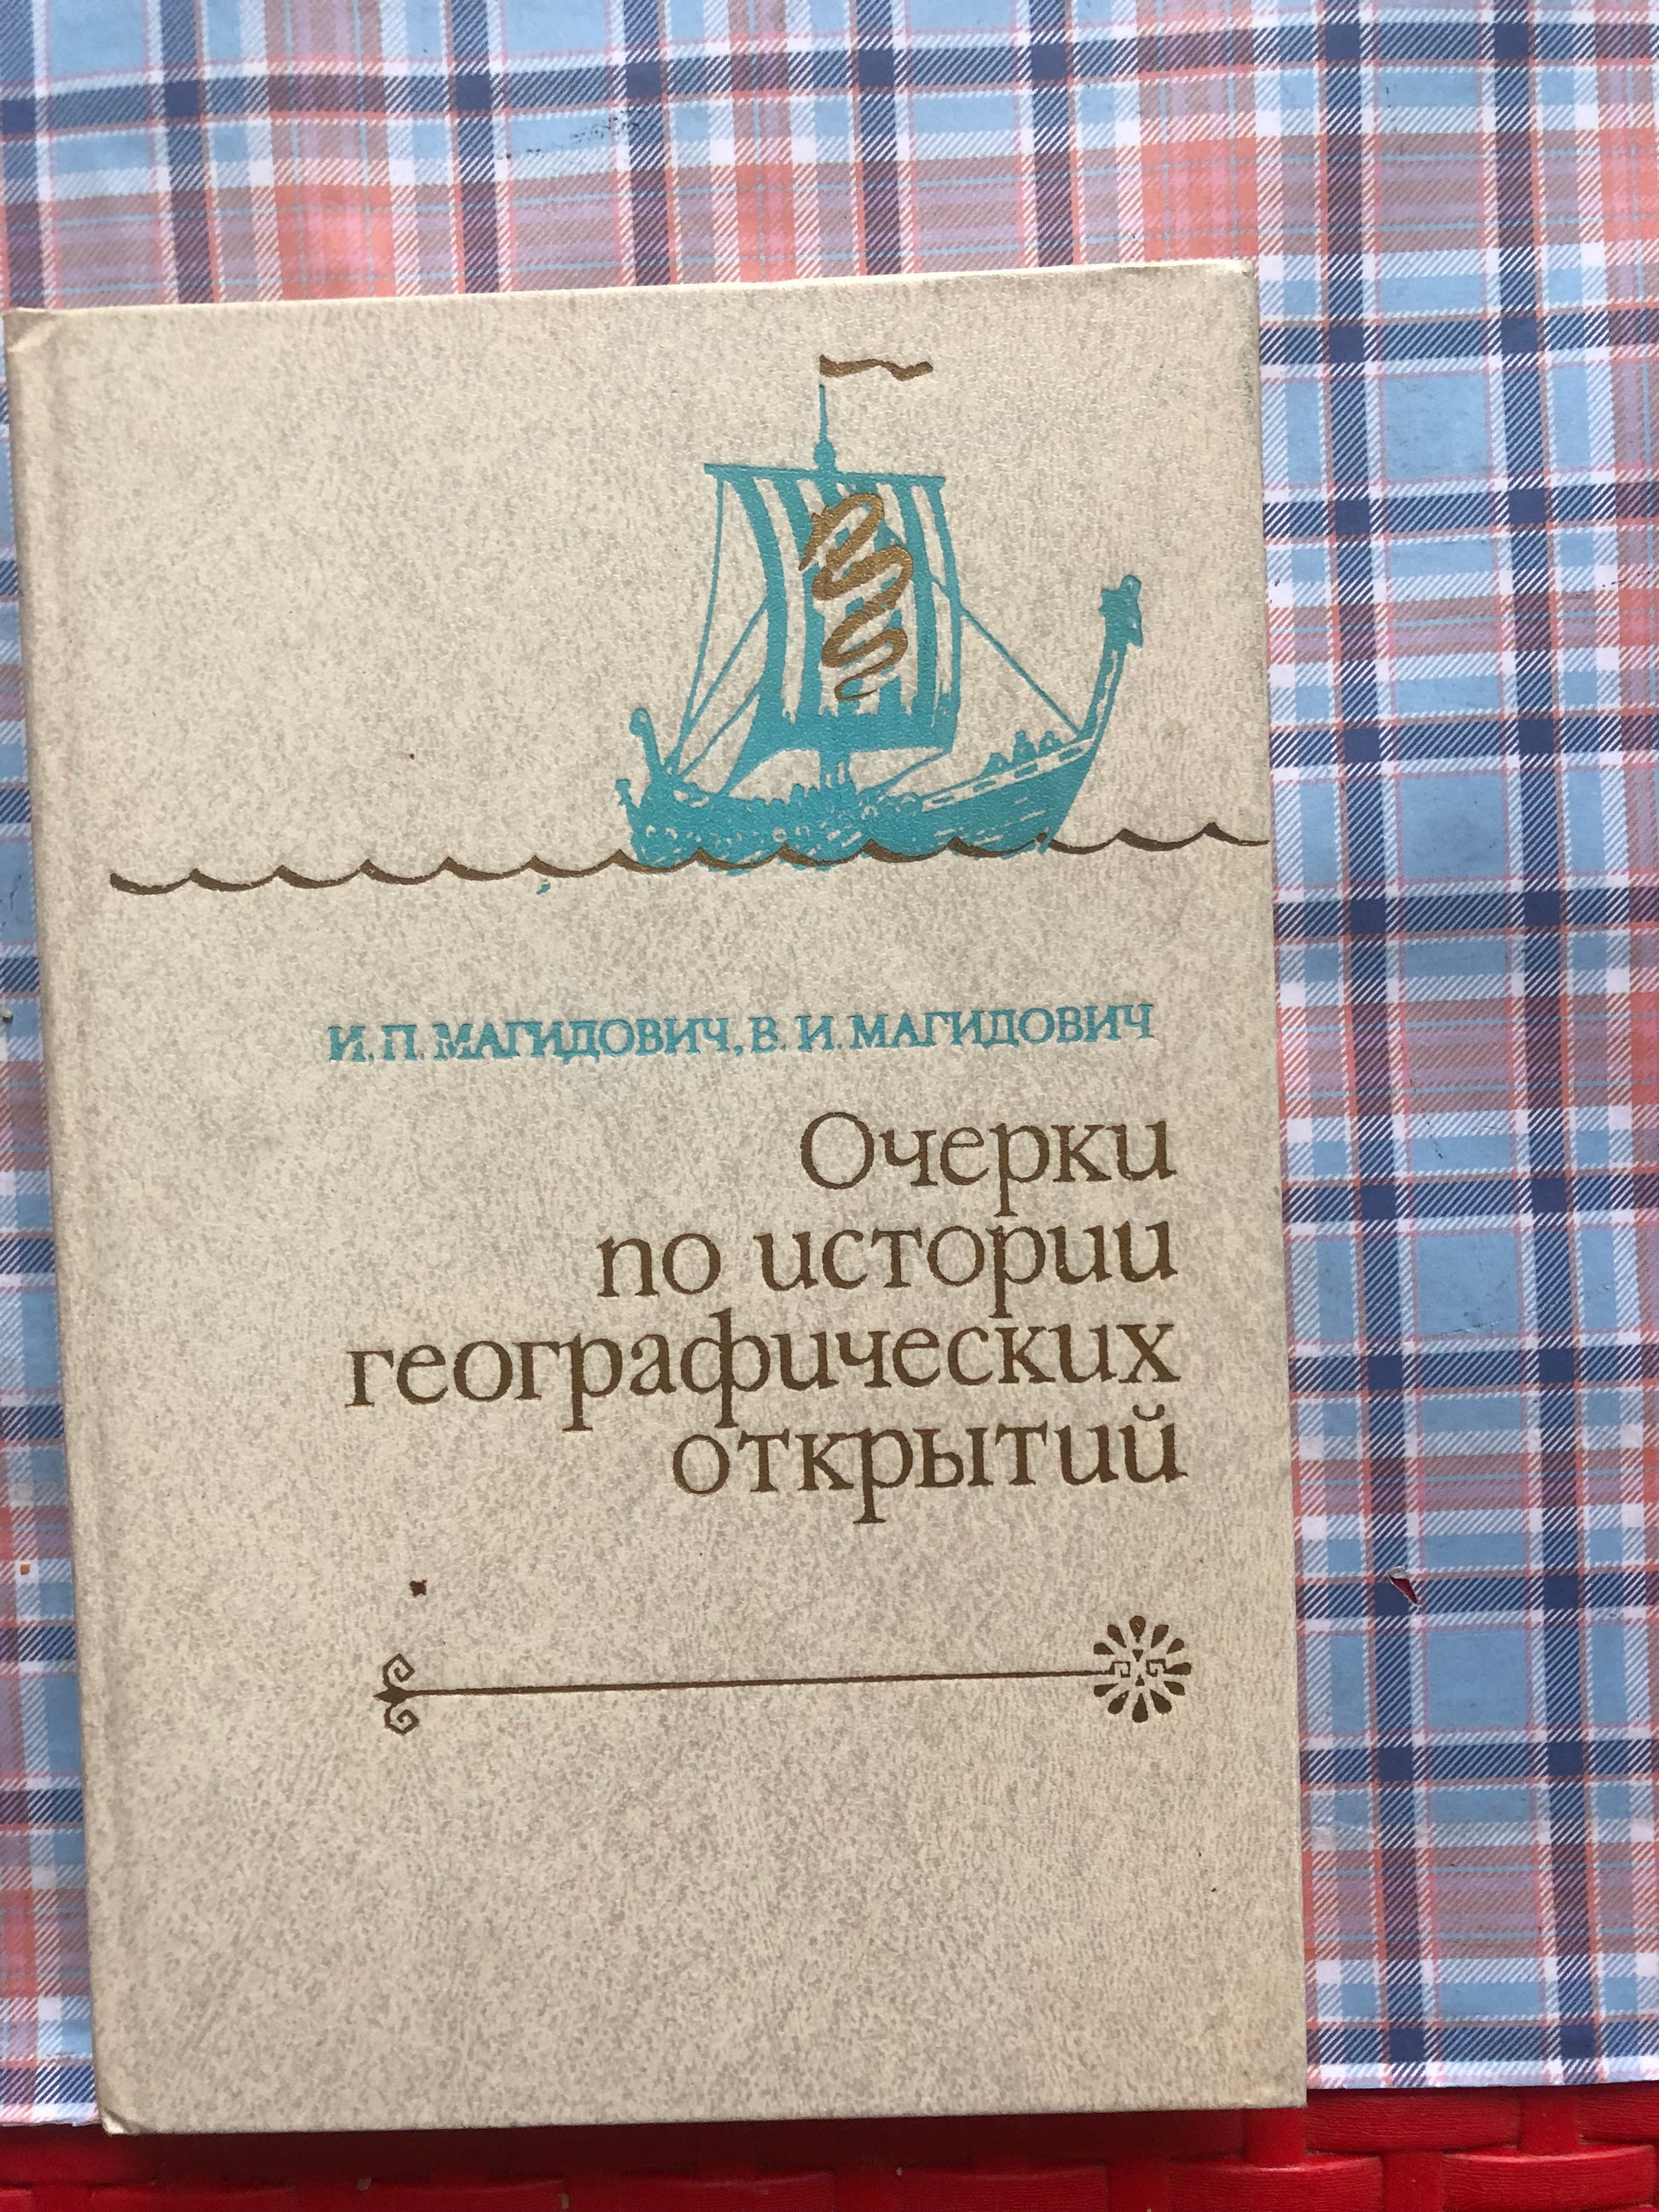 И. П. МАГИДОВИЧ, В. И. МАГИДОВИЧ
Очерки
по истории
географических
открытий